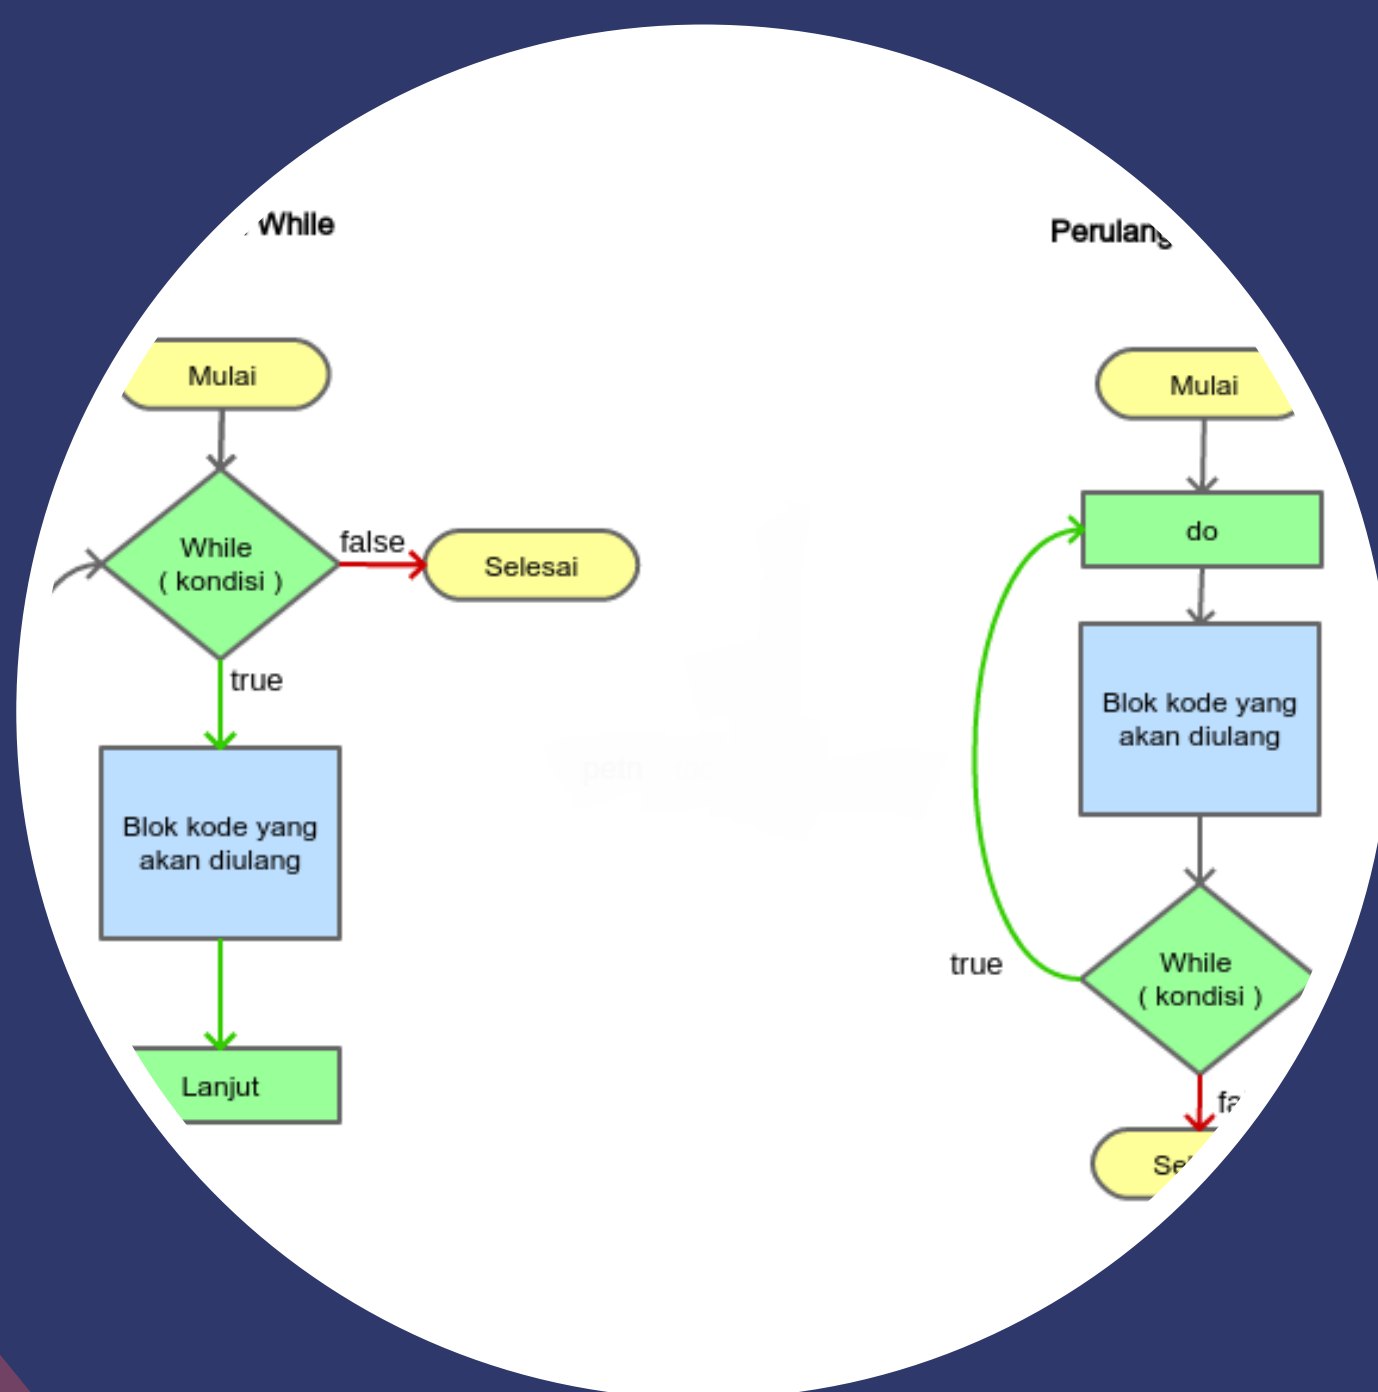 While
Mulai
While
( kondisi )
false
Selesai
true
Blok kode yang
akan diulang
Lanjut
Perulang
Mulai
do
Blok kode yang
akan diulang
While
( kondisi )
true